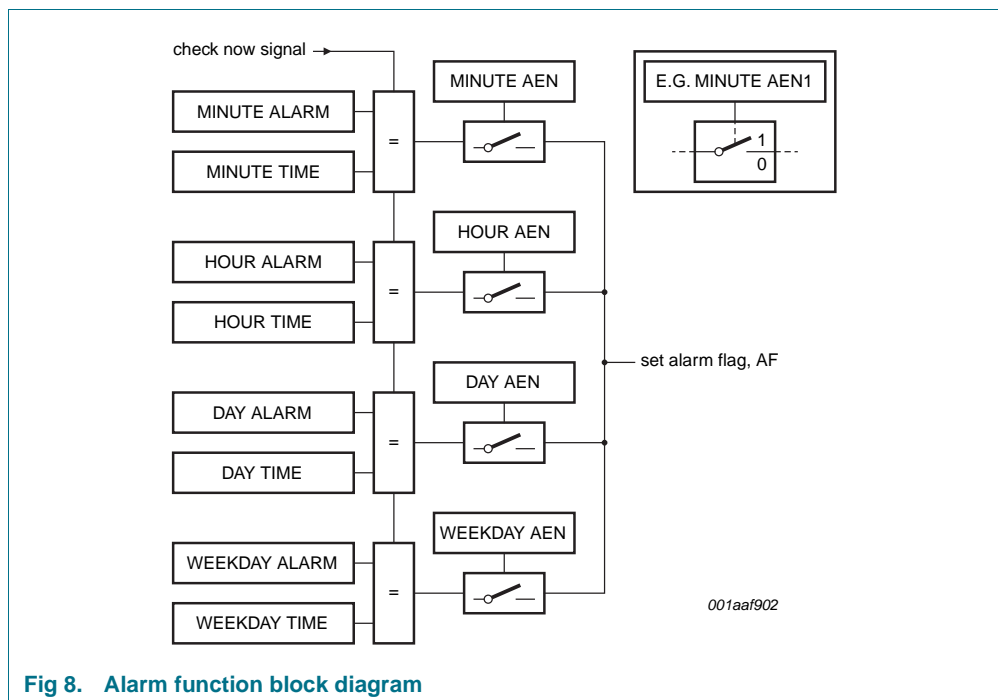 check now signal
MINUTE AEN
E.G. MINUTE AEN1
MINUTE ALARM
=
1
0
MINUTE TIME
HOUR AEN
HOUR ALARM
=
HOUR TIME
set alarm flag, AF
DAY AEN
DAY ALARM
=
DAY TIME
WEEKDAY AEN
WEEKDAY ALARM
=
WEEKDAY TIME
001aaf902
Fig 8. Alarm function block diagram